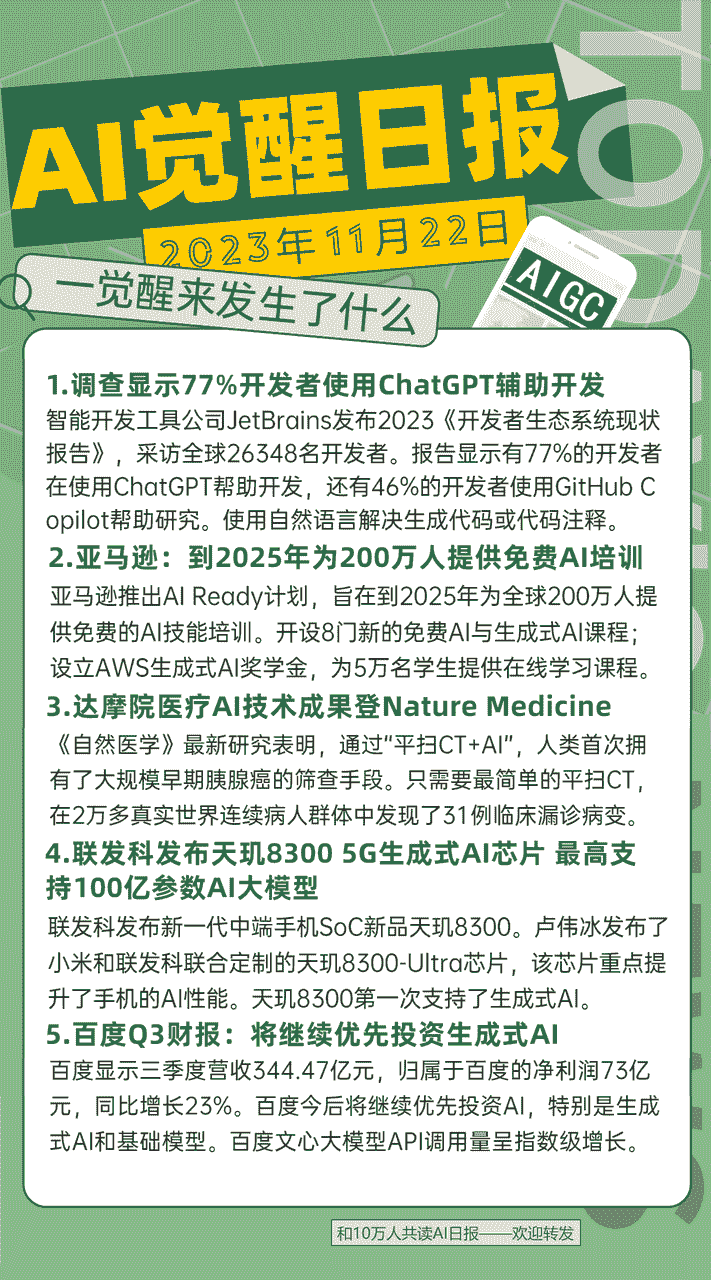 AI觉醒日报
2023年11月22日
一觉醒来发生了什么
AIGC
1.调查显示77%开发者使用ChatGPT辅助开发
智能开发工具公司JetBrains发布2023《开发者生态系统现状
报告》，采访全球26348名开发者。报告显示有77%的开发者
在使用ChatGPT帮助开发，还有46%的开发者使用GitHub C
opilot帮助研究。使用自然语言解决生成代码或代码注释。
2.亚马逊：到2025年为200万人提供免费AI培训
亚马逊推出AI Ready计划，旨在到2025年为全球200万人提
供免费的AI技能培训。开设8门新的免费AI与生成式AI课程；
设立AWS生成式AI奖学金，为5万名学生提供在线学习课程。
3.达摩院医疗AI技术成果登Nature Medicine
《自然医学》最新研究表明，通过“平扫CT+AI”，人类首次拥
有了大规模早期胰腺癌的筛查手段。只需要最简单的平扫CT，
在2万多真实世界连续病人群体中发现了31例临床漏诊病变。
4.联发科发布天玑8300 5G生成式AI芯片 最高支
持100亿参数AI大模型
联发科发布新一代中端手机SoC新品天玑8300。卢伟冰发布了
小米和联发科联合定制的天玑8300-Ultra芯片，该芯片重点提
升了手机的AI性能。天玑8300第一次支持了生成式AI。
5.百度Q3财报：将继续优先投资生成式AI
百度显示三季度营收344.47亿元，归属于百度的净利润73亿
元，同比增长23%。百度今后将继续优先投资AI，特别是生成
式AI和基础模型。百度文心大模型API调用量呈指数级增长。
和10万人共读AI日报——欢迎转发